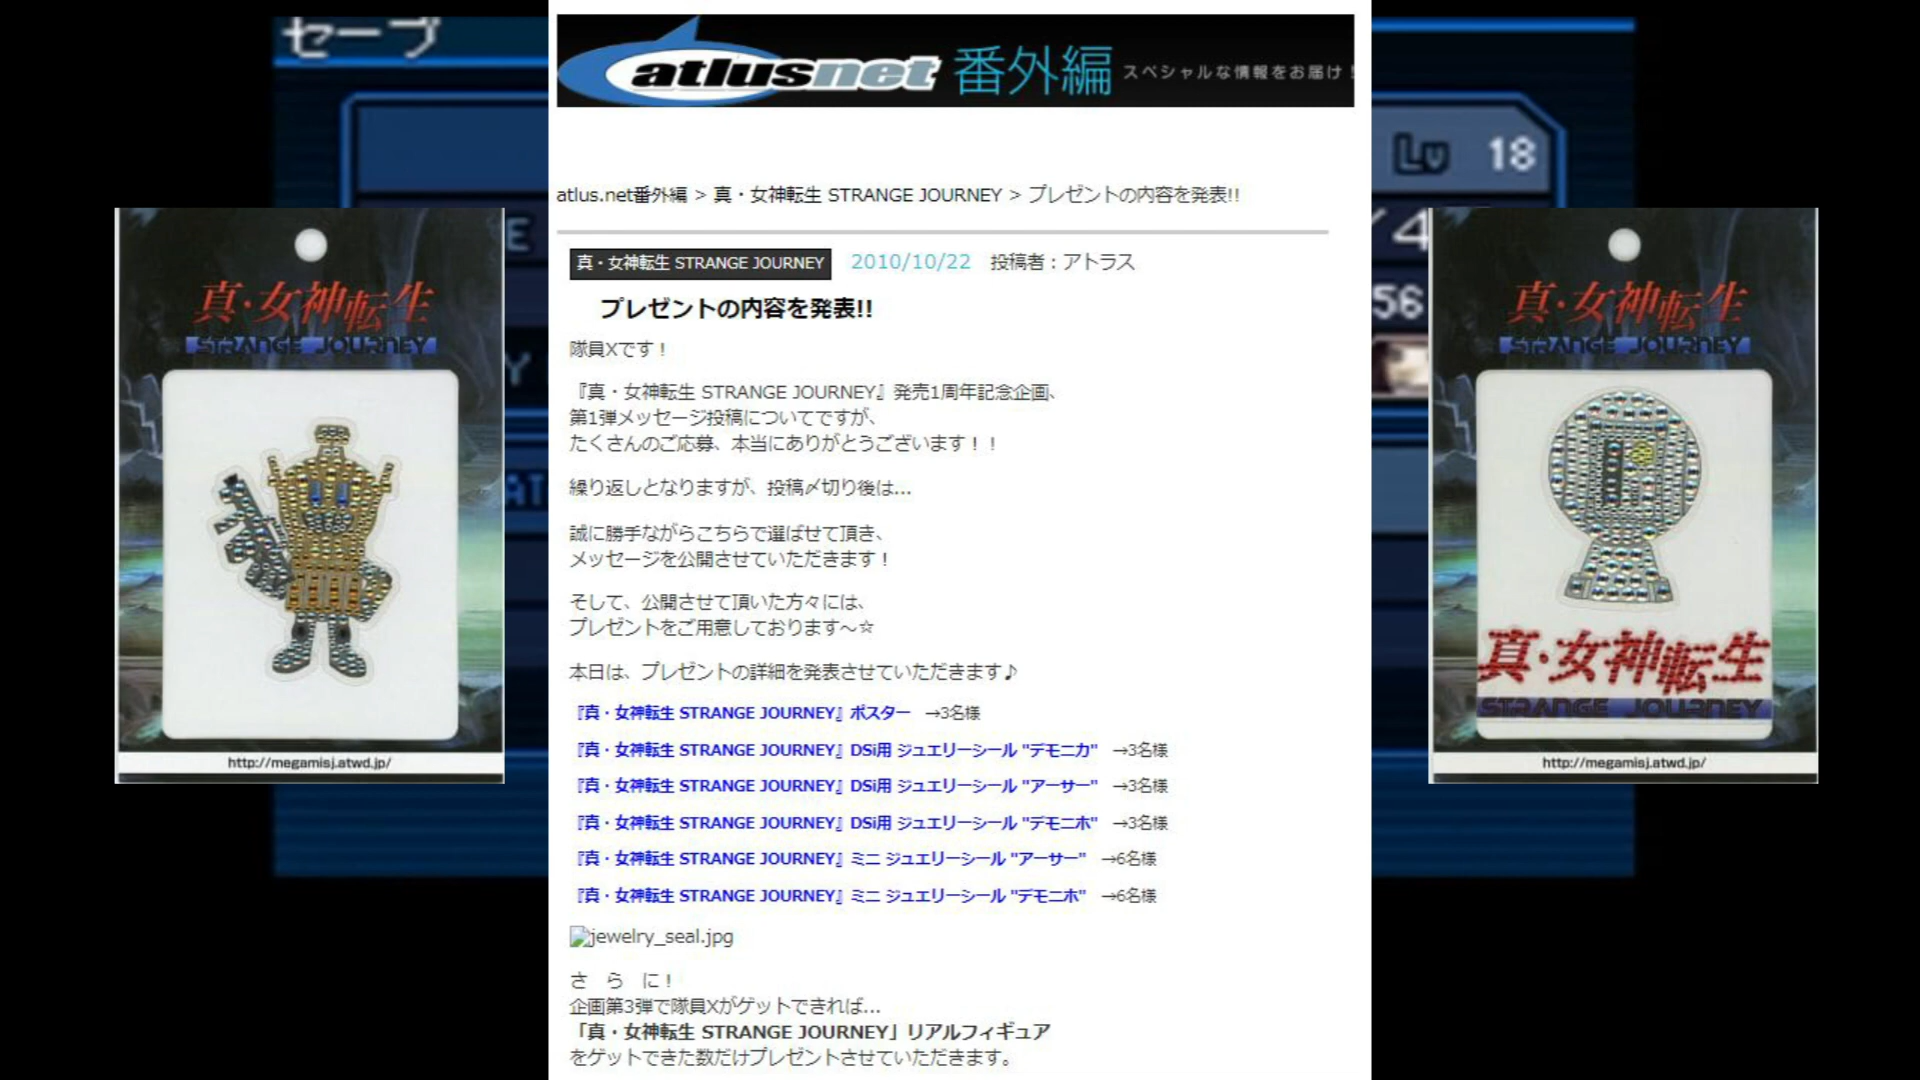 セーブ
Lv 18
E
/4
56
Y
AT
真・女神転生
STRANGE JOURNEY
http://megamisj.atwd.jp/
atlusnet 番外編 スペシャルな情報をお届け!
atlus.net番外編 > 真・女神転生 STRANGE JOURNEY > プレゼントの内容を発表!!
真・女神転生 STRANGE JOURNEY 2010/10/22 投稿者：アトラス
プレゼントの内容を発表!!
隊員Xです！
『真・女神転生 STRANGE JOURNEY』発売1周年記念企画、
第1弾メッセージ投稿についてですが、
たくさんのご応募、本当にありがとうございます！！
繰り返しとなりますが、投稿〆切り後は…
誠に勝手ながらこちらで選ばせて頂き、
メッセージを公開させていただきます！
そして、公開させて頂いた方々には、
プレゼントをご用意しております～☆
本日は、プレゼントの詳細を発表させていただきます♪
『真・女神転生 STRANGE JOURNEY』ポスター →3名様
『真・女神転生 STRANGE JOURNEY』DSi用 ジュエリーシール "デモニカ" →3名様
『真・女神転生 STRANGE JOURNEY』DSi用 ジュエリーシール "アーサー" →3名様
『真・女神転生 STRANGE JOURNEY』DSi用 ジュエリーシール "デモニホ" →3名様
『真・女神転生 STRANGE JOURNEY』ミニ ジュエリーシール "アーサー" →6名様
『真・女神転生 STRANGE JOURNEY』ミニ ジュエリーシール "デモニホ" →6名様
jewelry_seal.jpg
さ ら に！
企画第3弾で隊員Xがゲットできれば…
「真・女神転生 STRANGE JOURNEY」リアルフィギュア
をゲットできた数だけプレゼントさせていただきます。
真・女神転生
STRANGE JOURNEY
真・女神転生
STRANGE JOURNEY
http://megamisj.atwd.jp/